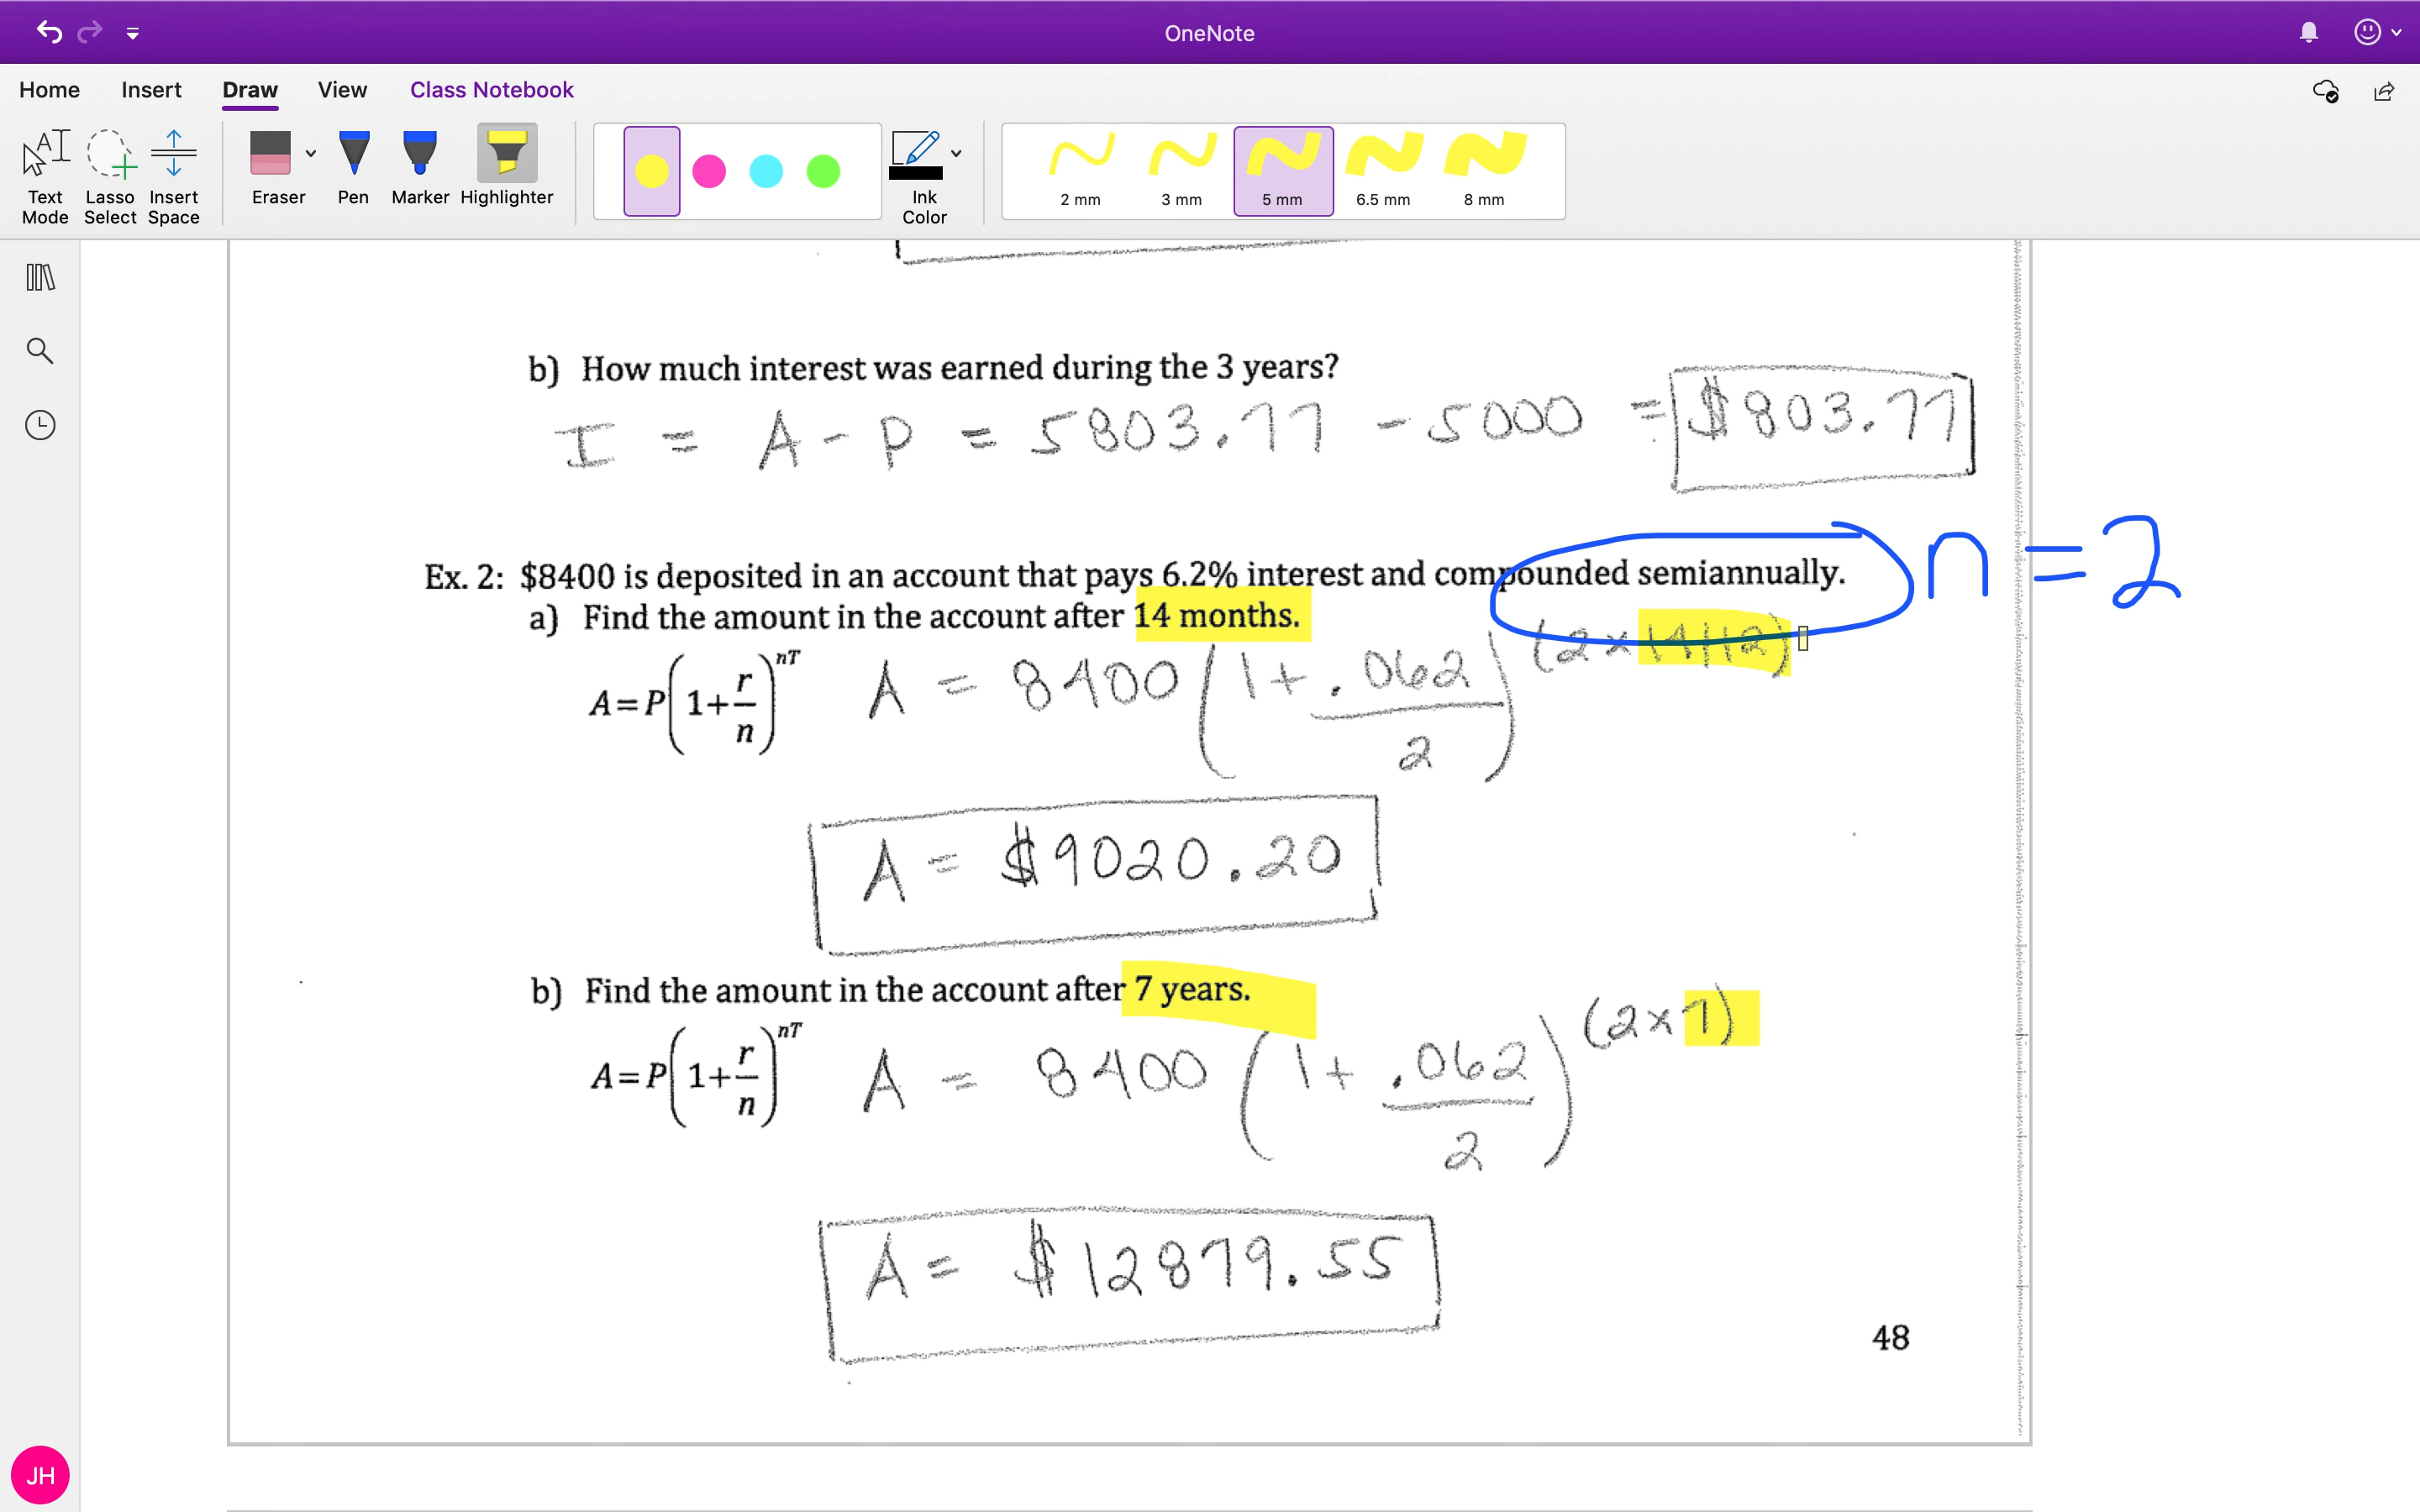 OneNote
Home Insert Draw View Class Notebook
Text Mode Lasso Select Insert Space Eraser Pen Marker Highlighter Ink Color 2 mm 3 mm 5 mm 6.5 mm 8 mm
b) How much interest was earned during the 3 years?
I = A - P = 5803.77 - 5000 = $803.77
Ex. 2: $8400 is deposited in an account that pays 6.2% interest and compounded semiannually. n = 2
a) Find the amount in the account after 14 months.
A = P(1 + r/n)^nT A = 8400 (1 + .062/2)^(2 x 14/12)
A = $9020.20
b) Find the amount in the account after 7 years.
A = P(1 + r/n)^nT A = 8400 (1 + .062/2)^(2 x 7)
A = $12879.55
48
JH